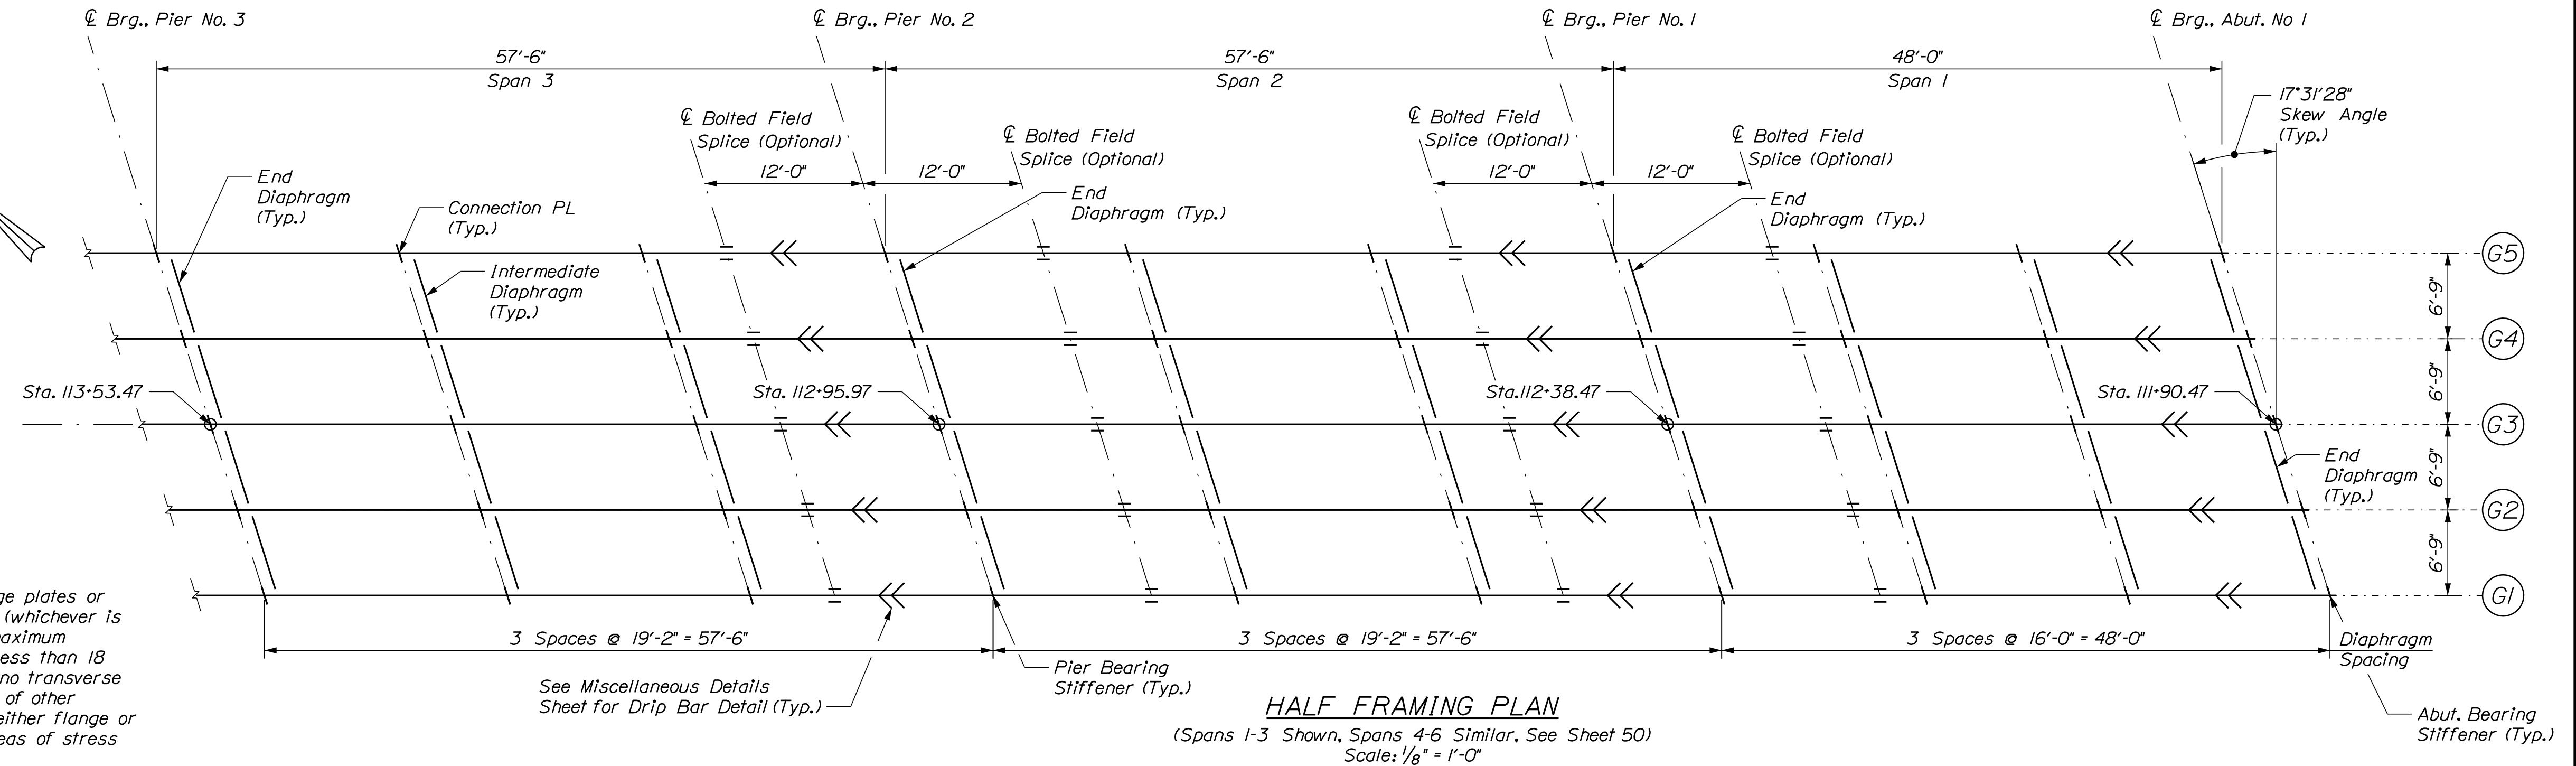 ℄ Brg., Pier No. 3
℄ Brg., Pier No. 2
℄ Brg., Pier No. 1
℄ Brg., Abut. No 1
57'-6"
Span 3
57'-6"
Span 2
48'-0"
Span 1
17°31'28"
Skew Angle
(Typ.)
℄ Bolted Field
Splice (Optional)
℄ Bolted Field
Splice (Optional)
℄ Bolted Field
Splice (Optional)
℄ Bolted Field
Splice (Optional)
12'-0"
12'-0"
12'-0"
12'-0"
End
Diaphragm
(Typ.)
Connection PL
(Typ.)
Intermediate
Diaphragm
(Typ.)
End
Diaphragm (Typ.)
End
Diaphragm (Typ.)
G5
6'-9"
G4
6'-9"
Sta. 113+53.47
Sta. 112+95.97
Sta.112+38.47
Sta. 111+90.47
G3
6'-9"
End
Diaphragm
(Typ.)
G2
6'-9"
G1
ge plates or
(whichever is
maximum
ess than 18
no transverse
of other
either flange or
eas of stress
3 Spaces @ 19'-2" = 57'-6"
3 Spaces @ 19'-2" = 57'-6"
3 Spaces @ 16'-0" = 48'-0"
Diaphragm
Spacing
See Miscellaneous Details
Sheet for Drip Bar Detail (Typ.)
Pier Bearing
Stiffener (Typ.)
Abut. Bearing
Stiffener (Typ.)
HALF FRAMING PLAN
(Spans 1-3 Shown, Spans 4-6 Similar, See Sheet 50)
Scale: 1/8" = 1'-0"